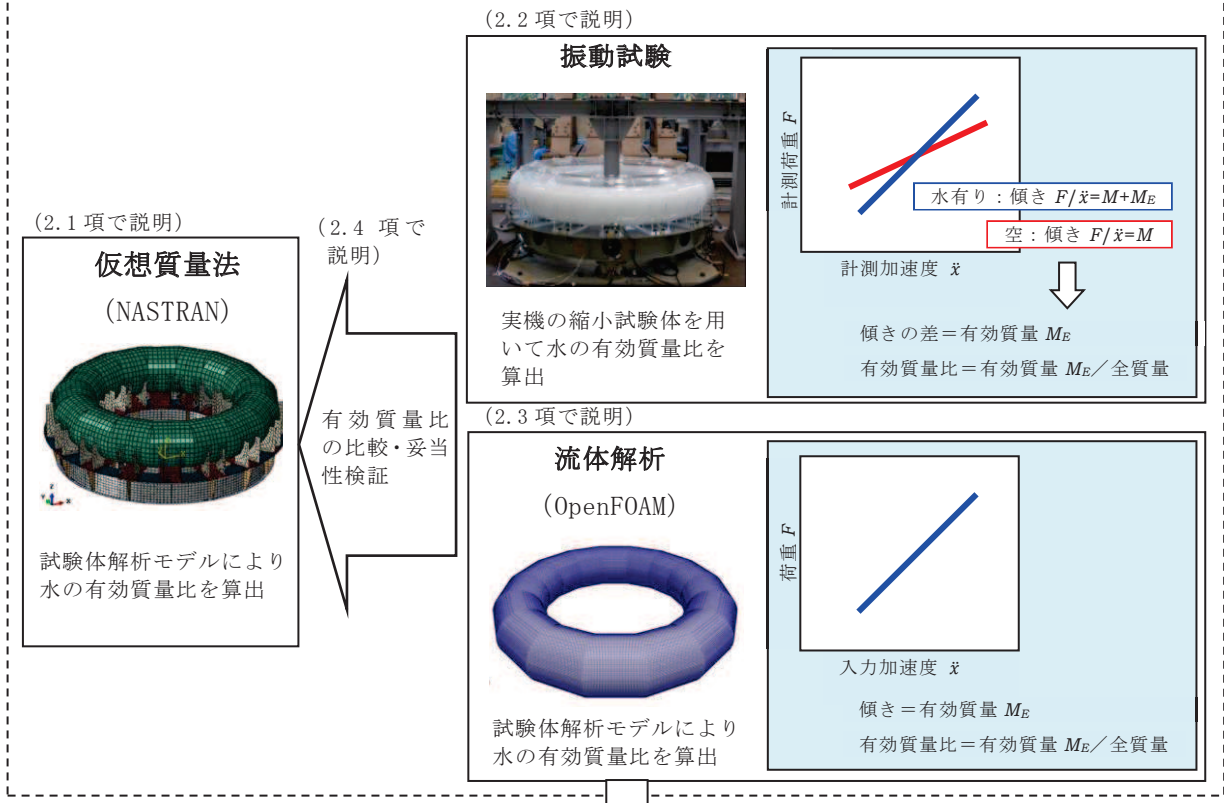 (2.1 項で説明)
仮想質量法
(NASTRAN)
試験体解析モデルにより
水の有効質量比を算出
(2.4 項で
説明)
有効質量比
の比較・妥当
性検証
(2.2 項で説明)
振動試験
実機の縮小試験体を用
いて水の有効質量比を
算出
計測荷重 F
水有り：傾き F/ẍ=M+ME
空：傾き F/ẍ=M
計測加速度 ẍ
傾きの差＝有効質量 ME
有効質量比＝有効質量 ME／全質量
(2.3 項で説明)
流体解析
(OpenFOAM)
試験体解析モデルにより
水の有効質量比を算出
荷重 F
入力加速度 ẍ
傾き＝有効質量 ME
有効質量比＝有効質量 ME／全質量